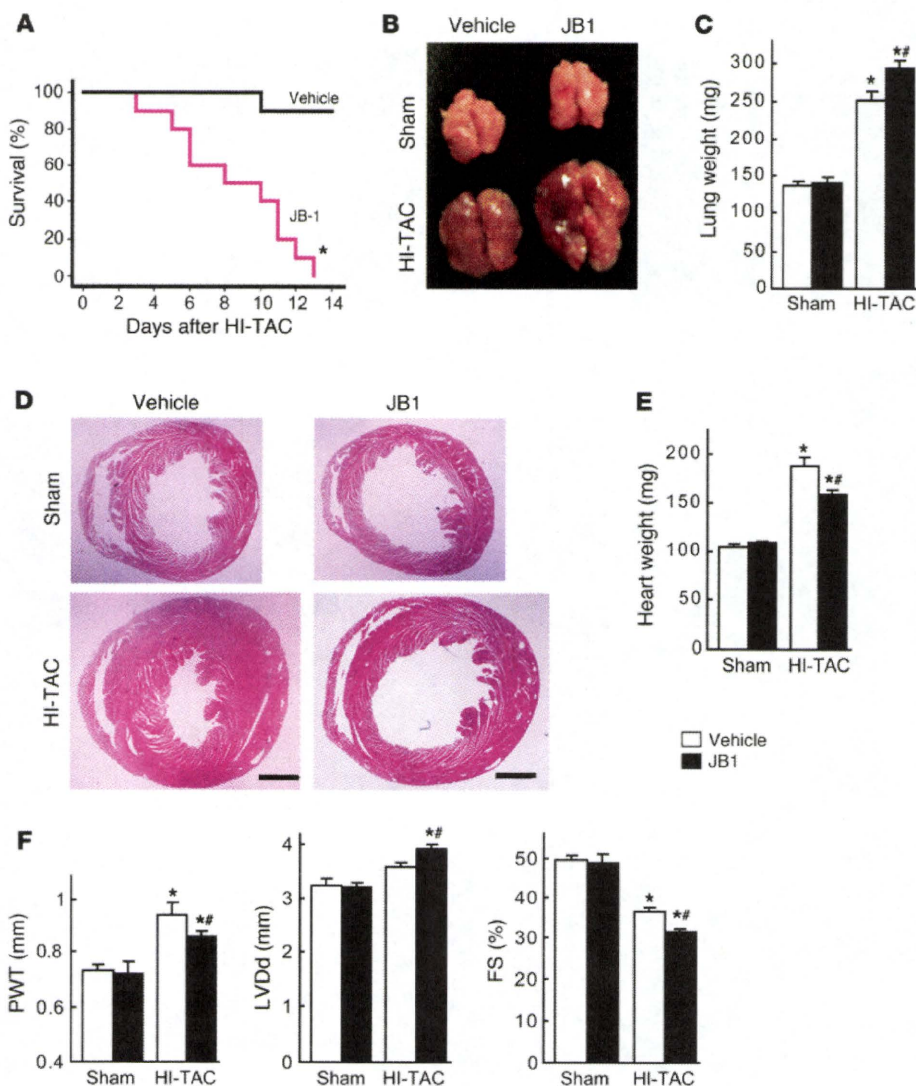 A
Survival (%)
100
80
60
40
20
0
Vehicle
JB-1
*
0 2 4 6 8 10 12 14
Days after HI-TAC
B
Vehicle JB1
Sham
HI-TAC
C
Lung weight (mg)
300
250
200
150
100
50
0
*
*#
Sham HI-TAC
D
Vehicle JB1
Sham
HI-TAC
E
Heart weight (mg)
200
150
100
50
0
*
*#
Sham HI-TAC
Vehicle
JB1
F
PWT (mm)
1
0.8
0.6
0.4
*
*#
Sham HI-TAC
LVDd (mm)
4
3
2
1
0
*#
Sham HI-TAC
FS (%)
50
40
30
20
10
0
*
*#
Sham HI-TAC